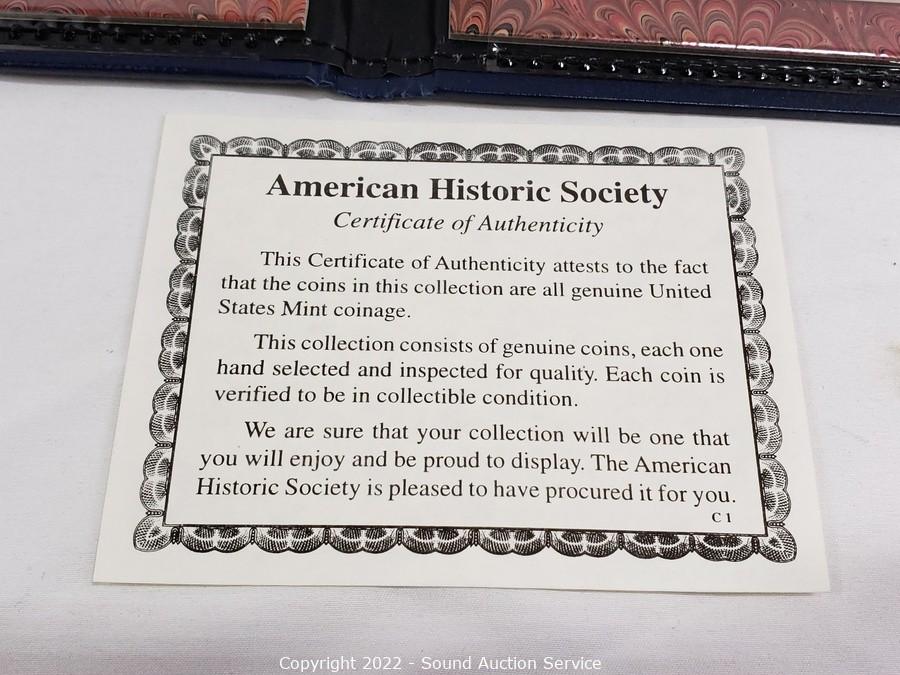 American Historic Society
Certificate of Authenticity
This Certificate of Authenticity attests to the fact
that the coins in this collection are all genuine United
States Mint coinage.
This collection consists of genuine coins, each one
hand selected and inspected for quality. Each coin is
verified to be in collectible condition.
We are sure that your collection will be one that
you will enjoy and be proud to display. The American
Historic Society is pleased to have procured it for you.
C 1
Copyright 2022 - Sound Auction Service